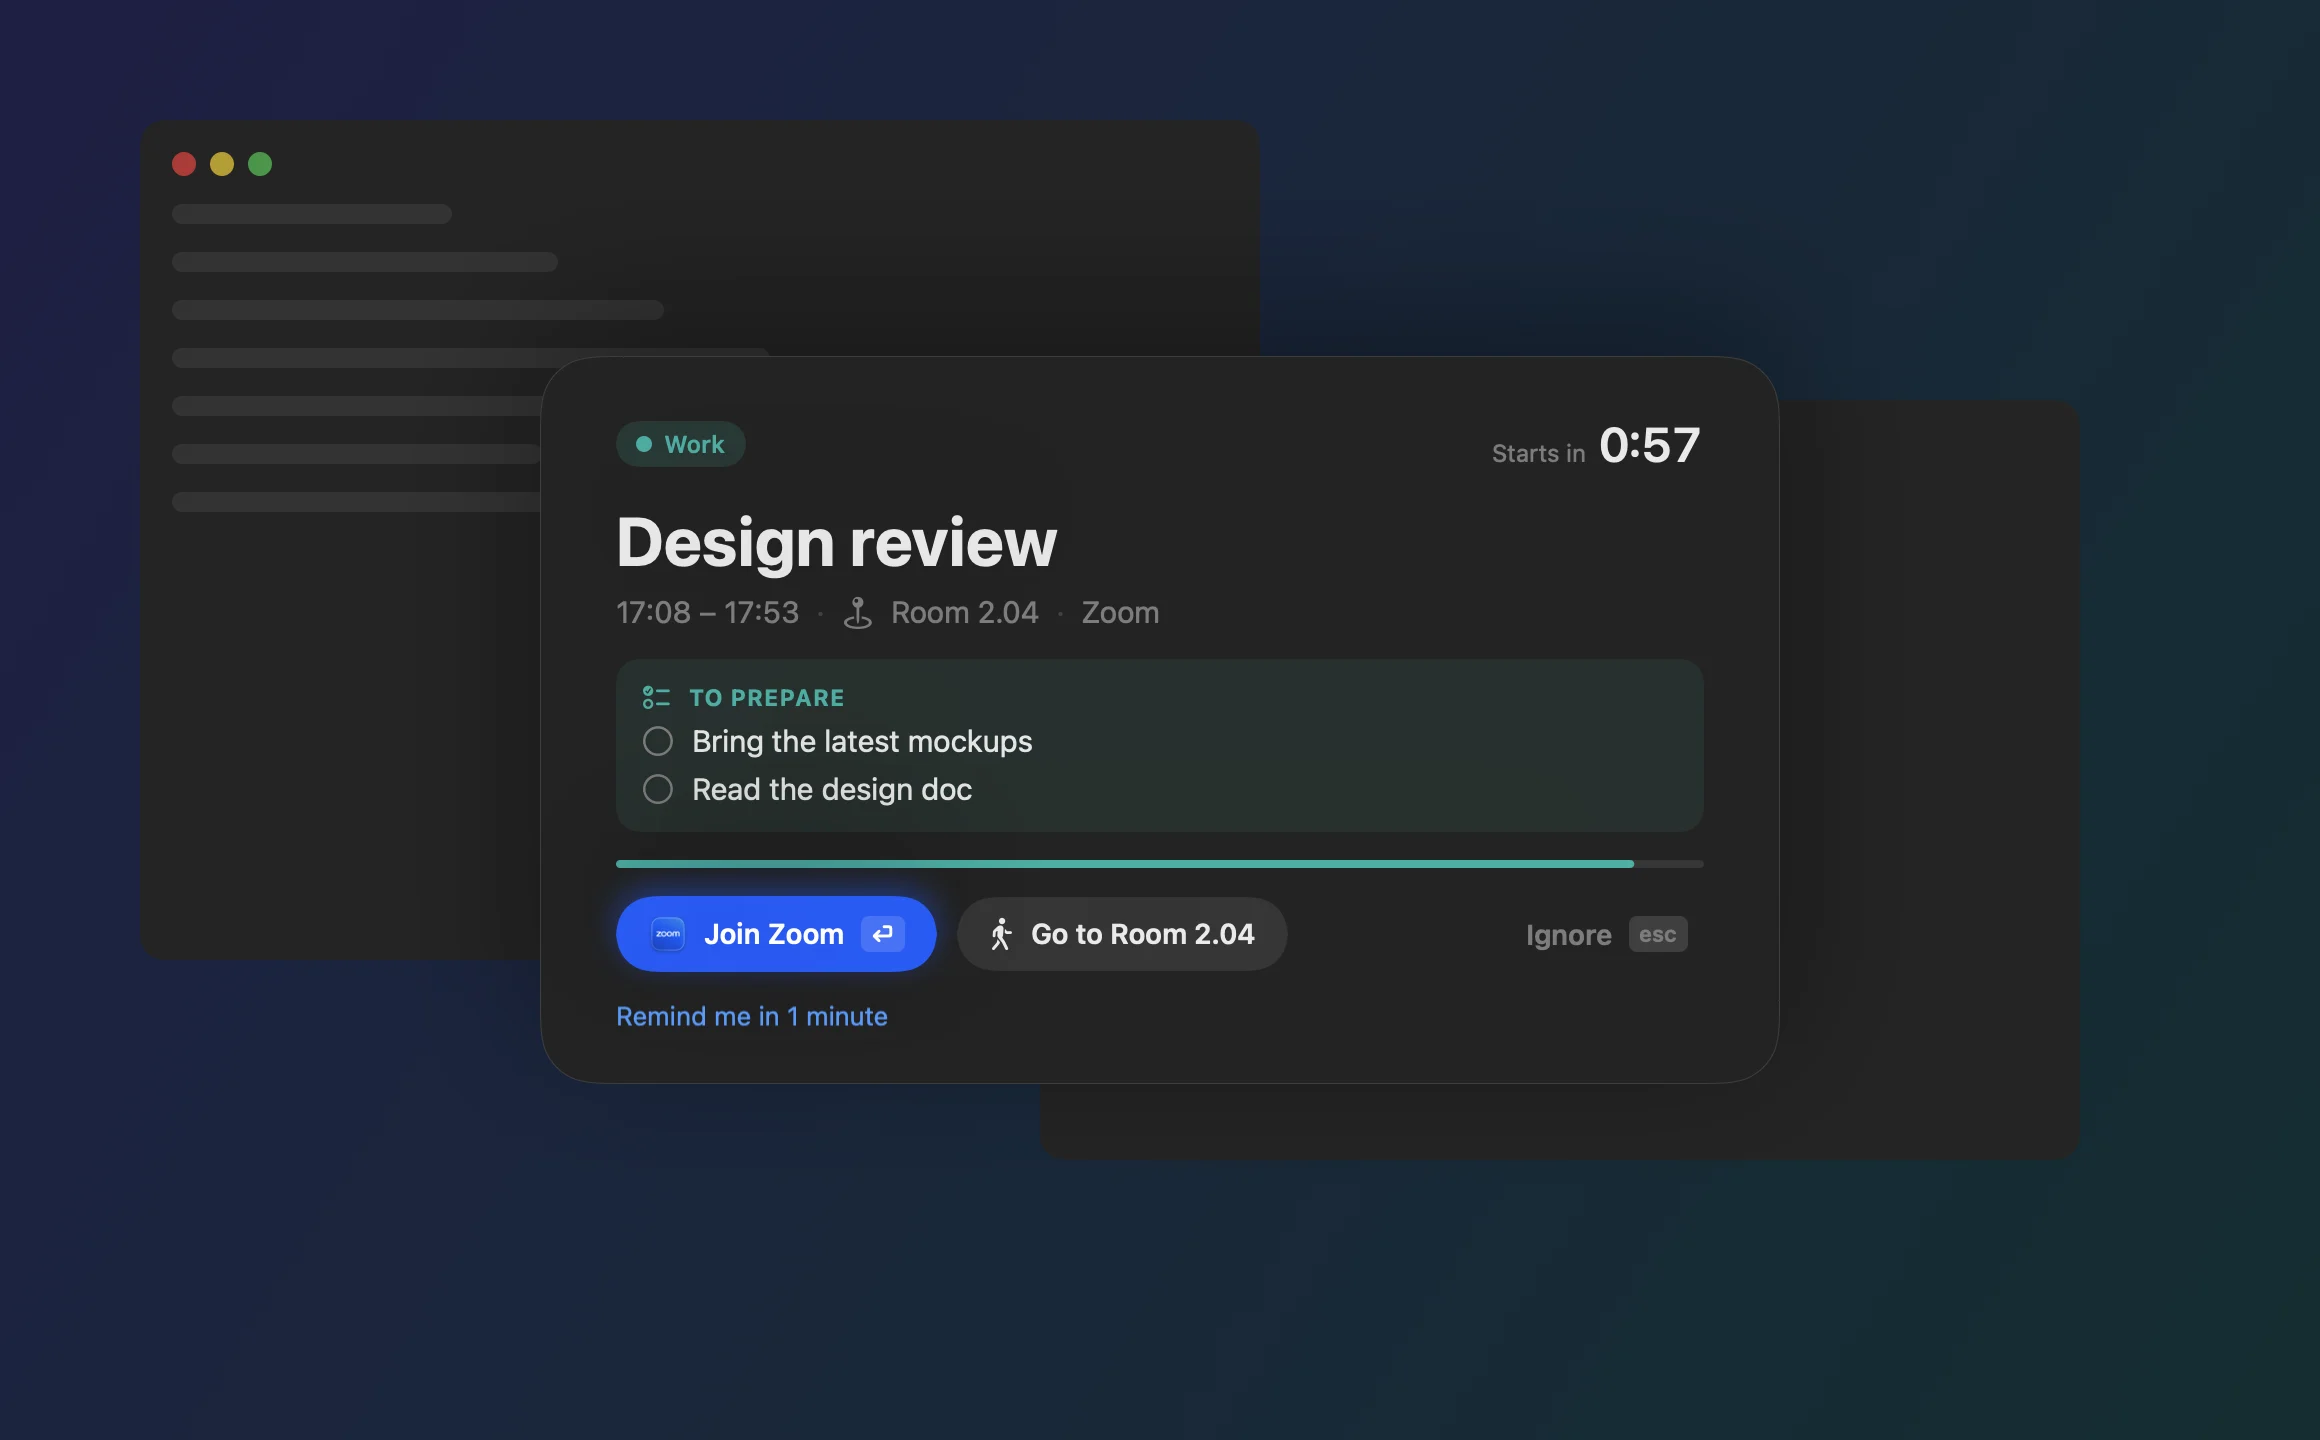 Work
Starts in 0:57
Design review
17:08 – 17:53 · Room 2.04 · Zoom
TO PREPARE
Bring the latest mockups
Read the design doc
zoom Join Zoom
Go to Room 2.04
Ignore esc
Remind me in 1 minute